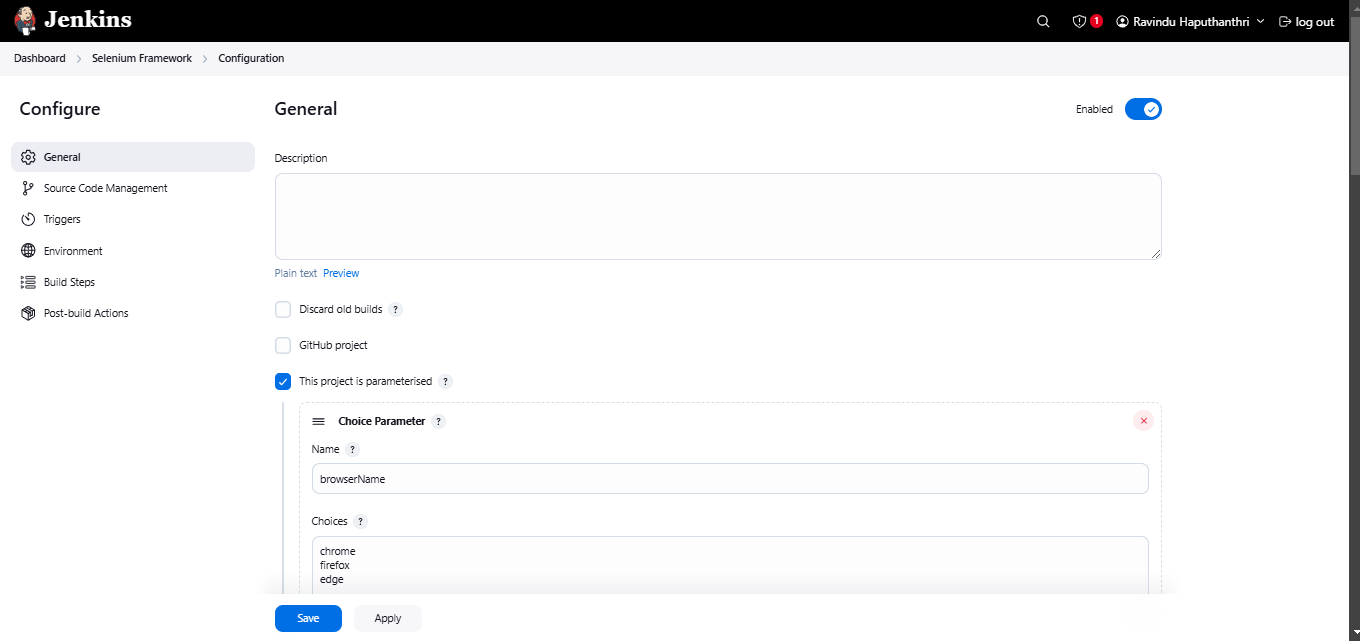 Jenkins
1
Ravindu Haputhanthri
log out
Dashboard
Selenium Framework
Configuration
Configure
General
Source Code Management
Triggers
Environment
Build Steps
Post-build Actions
General
Enabled
Description
Plain text Preview
Discard old builds ?
GitHub project
This project is parameterised ?
Choice Parameter ?
Name ?
browserName
Choices ?
chrome
firefox
edge
Save
Apply